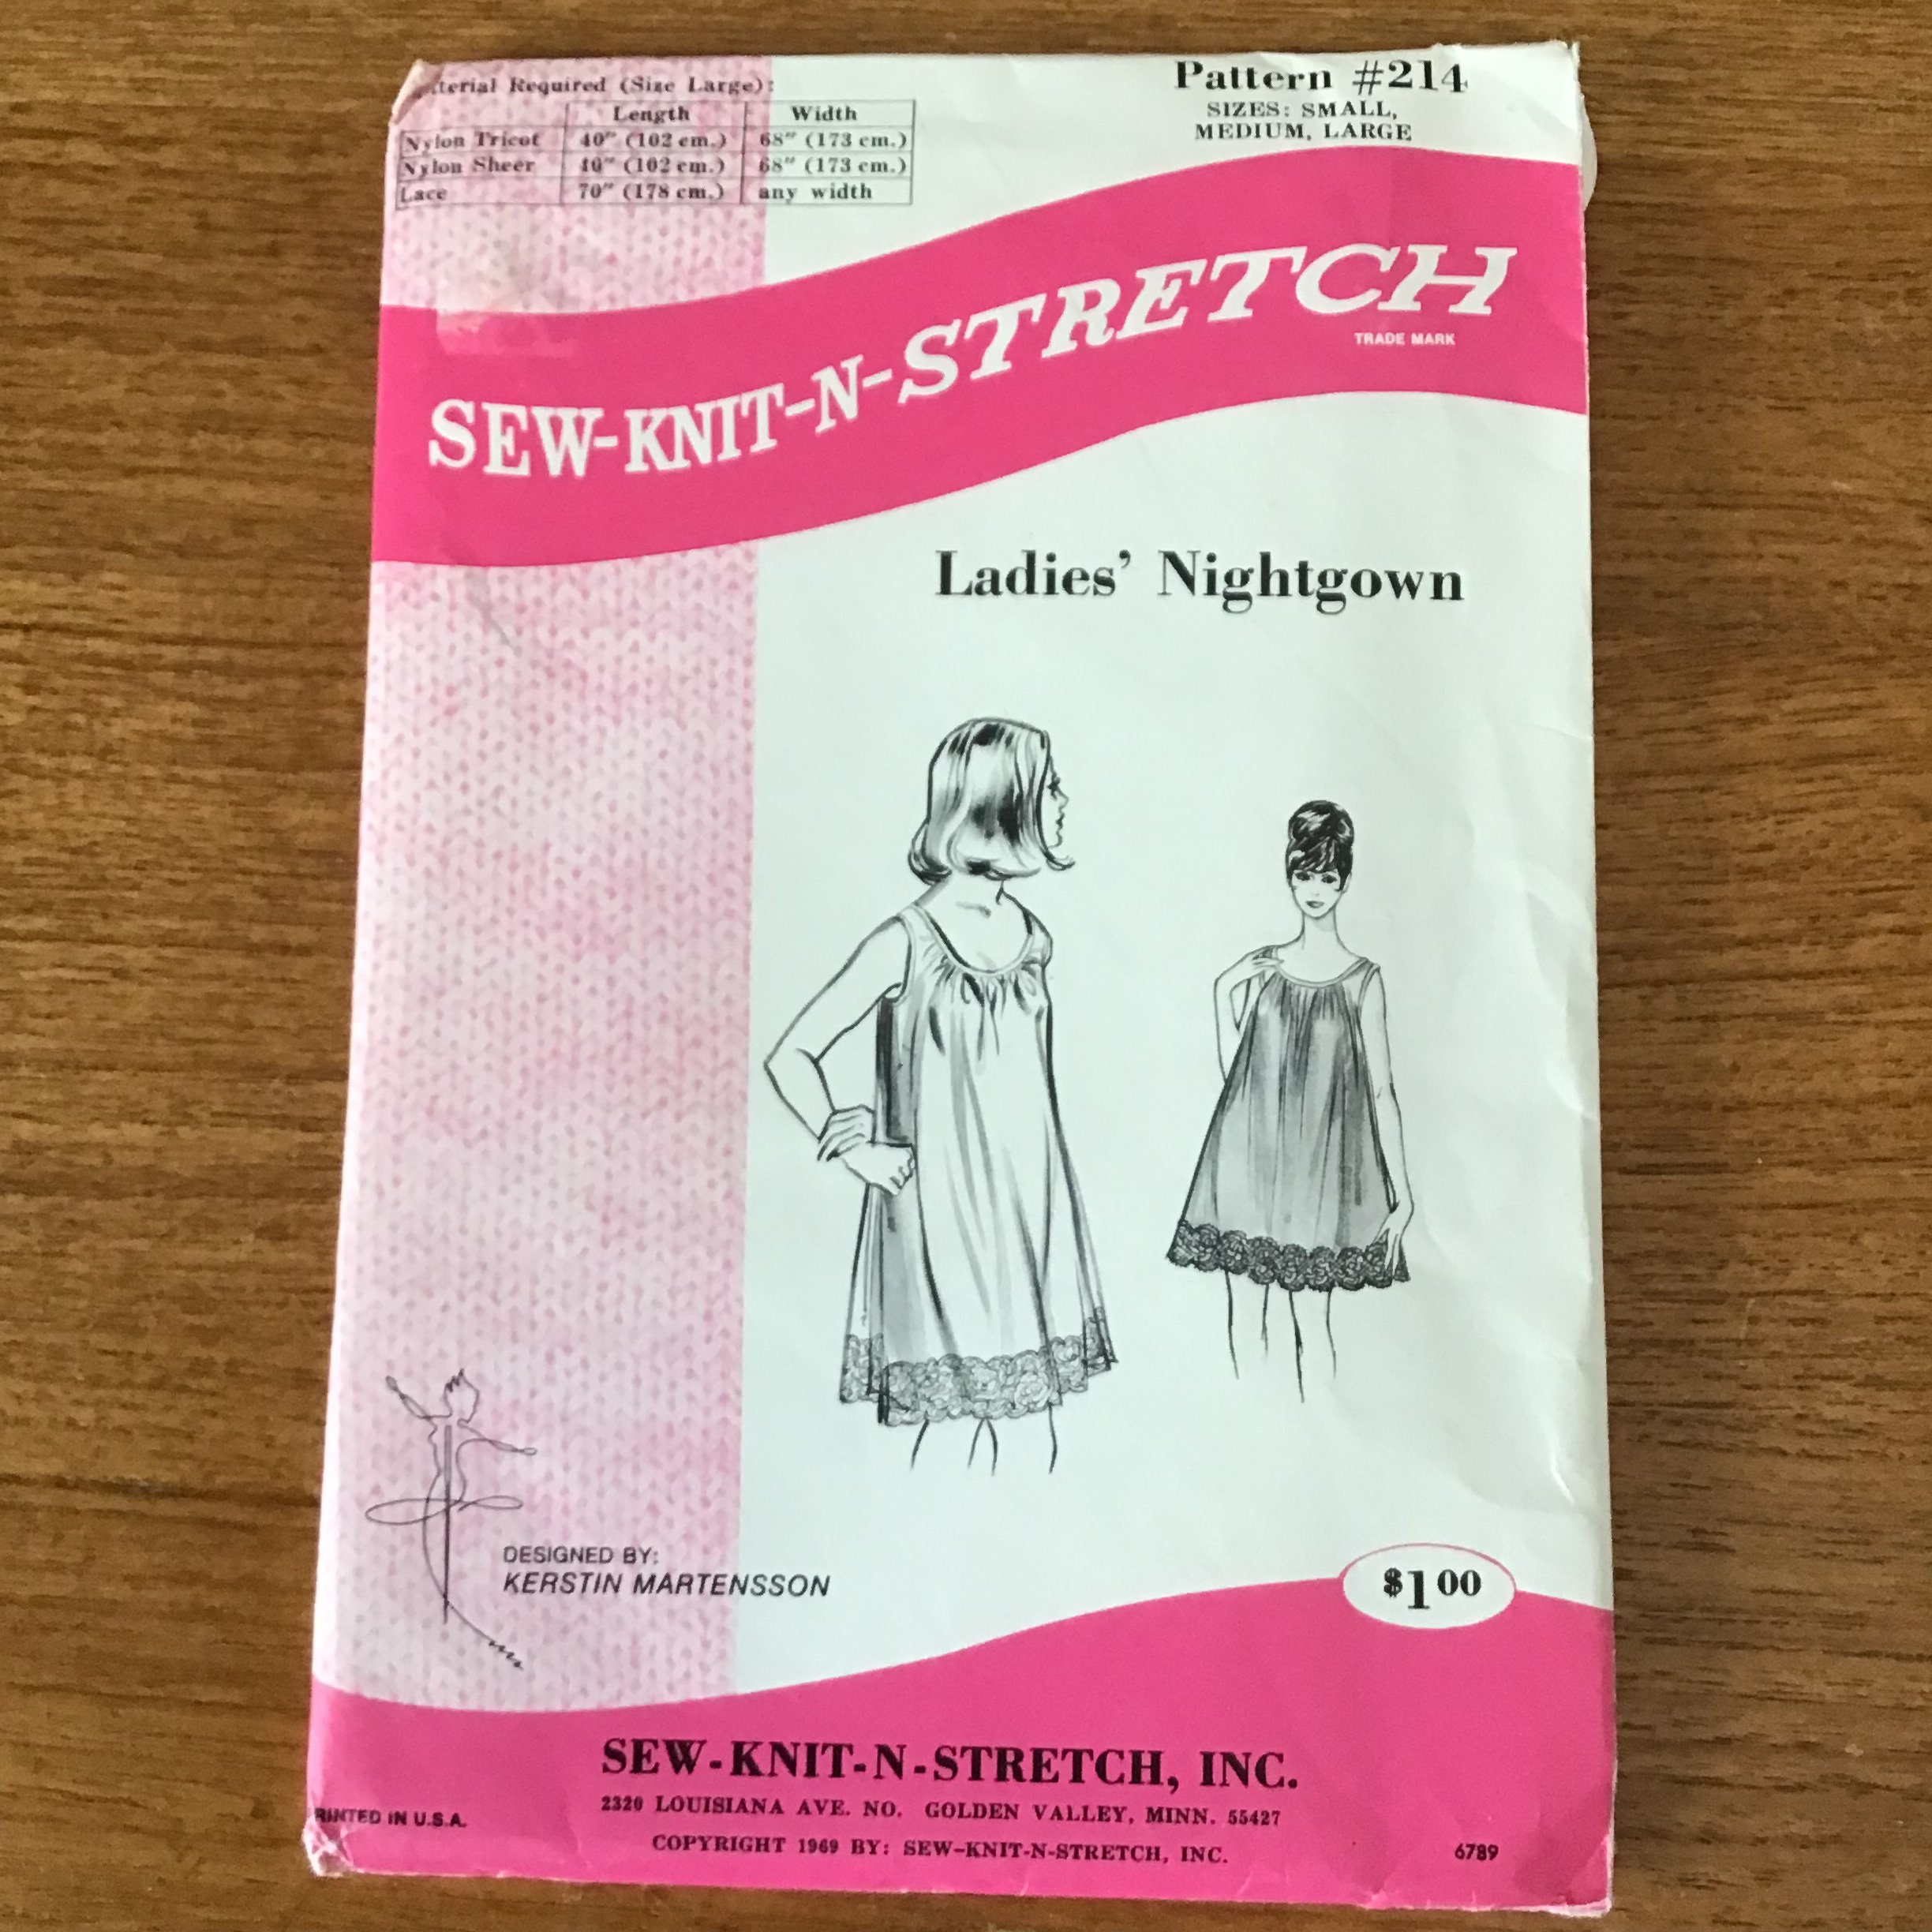 terial Required (Size Large):
Length Width
Nylon Tricot 40" (102 cm.) 68" (173 cm.)
Nylon Sheer 40" (102 cm.) 68" (173 cm.)
Lace 70" (178 cm.) any width
Pattern #214
SIZES: SMALL,
MEDIUM, LARGE
SEW-KNIT-N-STRETCH
TRADE MARK
Ladies' Nightgown
DESIGNED BY:
KERSTIN MARTENSSON
$1.00
SEW-KNIT-N-STRETCH, INC.
2320 LOUISIANA AVE. NO. GOLDEN VALLEY, MINN. 55427
RINTED IN U.S.A.
COPYRIGHT 1969 BY: SEW-KNIT-N-STRETCH, INC.
6789